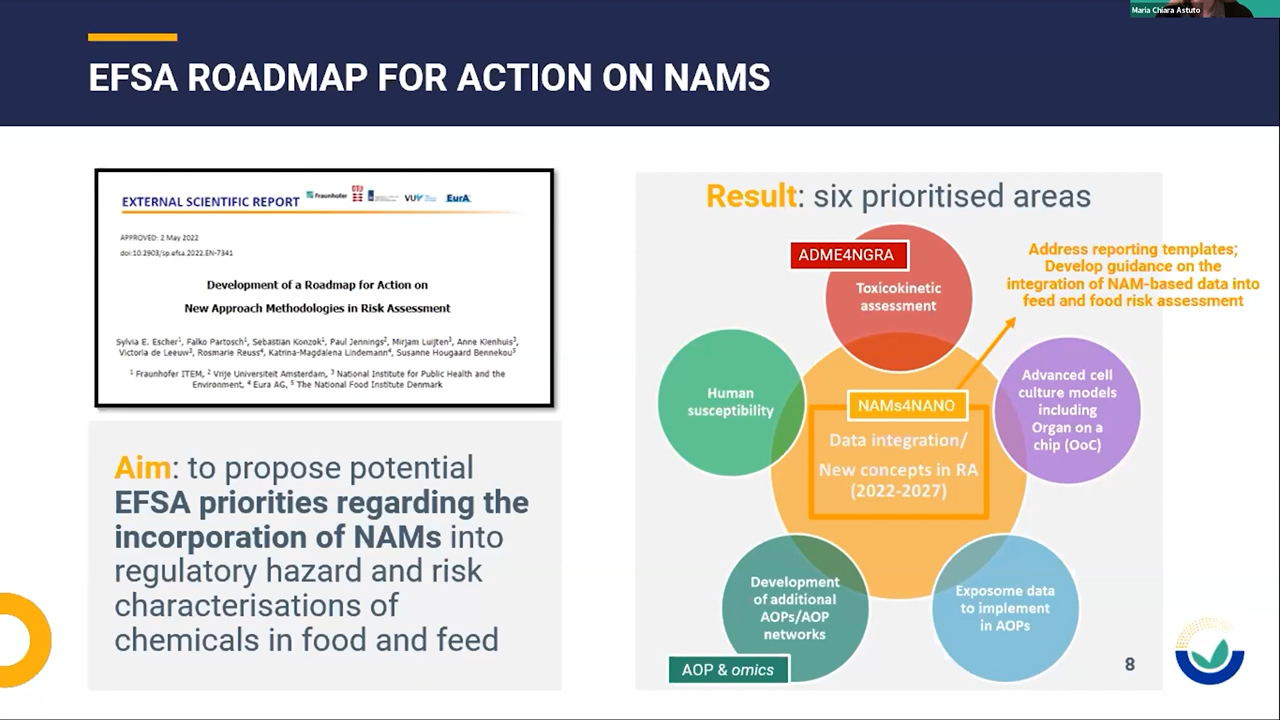 Maria Chiara Astuto
EFSA ROADMAP FOR ACTION ON NAMS
EXTERNAL SCIENTIFIC REPORT
Fraunhofer
DTU
VU
EurA
APPROVED: 2 May 2022
doi:10.2903/sp.efsa.2022.EN-7341
Development of a Roadmap for Action on
New Approach Methodologies in Risk Assessment
Sylvia E. Escher¹, Falko Partosch¹, Sebastian Konzok¹, Paul Jennings², Mirjam Luijten³, Anne Kienhuis³,
Victoria de Leeuw³, Rosmarie Reuss⁴, Katrina-Magdalena Lindemann⁴, Susanne Hougaard Bennekou⁵
¹ Fraunhofer ITEM, ² Vrije Universiteit Amsterdam, ³ National Institute for Public Health and the
Environment, ⁴ Eura AG, ⁵ The National Food Institute Denmark
Aim: to propose potential
EFSA priorities regarding the
incorporation of NAMs into
regulatory hazard and risk
characterisations of
chemicals in food and feed
Result: six prioritised areas
ADME4NGRA
Toxicokinetic
assessment
Address reporting templates;
Develop guidance on the
integration of NAM-based data into
feed and food risk assessment
Human
susceptibility
NAMs4NANO
Data integration/
New concepts in RA
(2022-2027)
Advanced cell
culture models
including
Organ on a
chip (OoC)
Development
of additional
AOPs/AOP
networks
AOP & omics
Exposome data
to implement
in AOPs
8